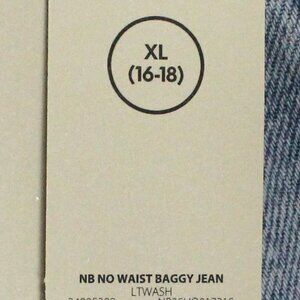 XL
(16-18)
NB NO WAIST BAGGY JEAN
LTWASH